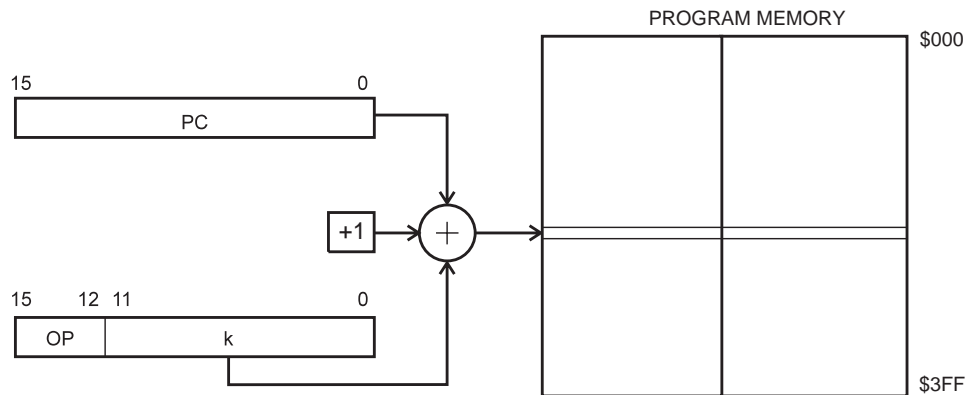 PROGRAM MEMORY
$000
15 0
PC
+1
15 12 11 0
OP k
$3FF